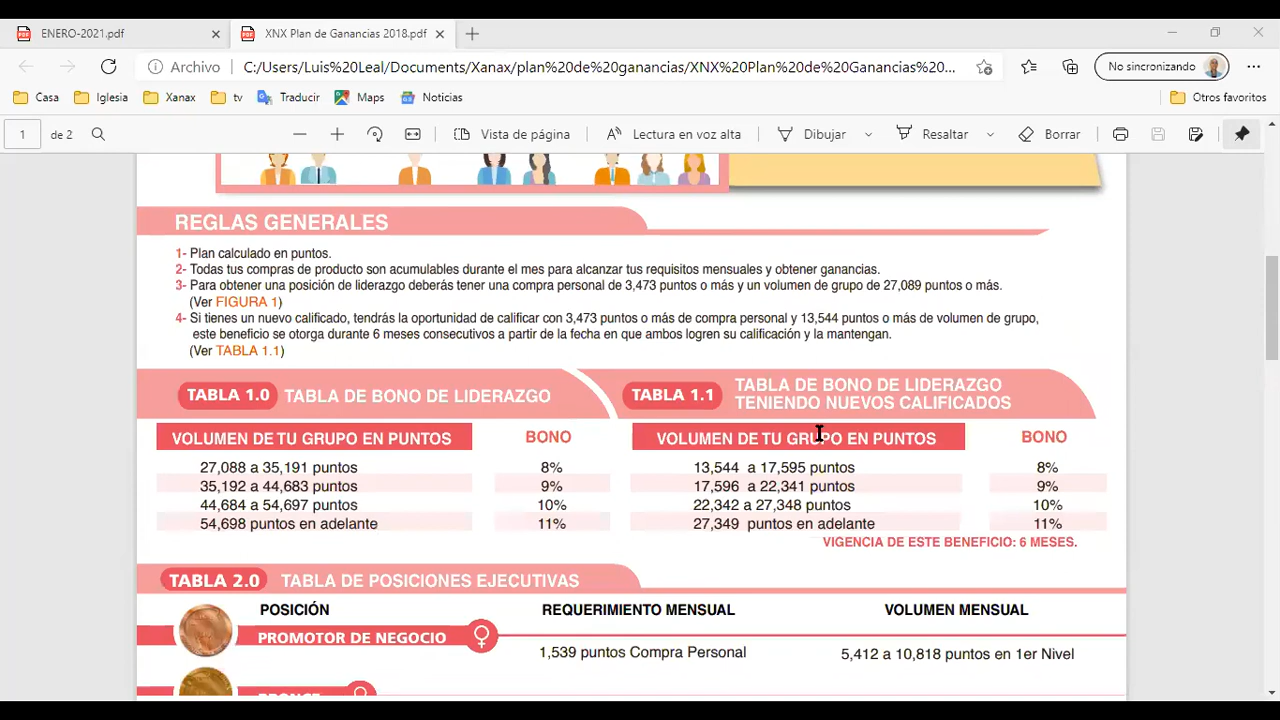 ENERO-2021.pdf
XNX Plan de Ganancias 2018.pdf
Archivo
C:/Users/Luis%20Leal/Documents/Xanax/plan%20de%20ganancias/XNX%20Plan%20de%20Ganancias%20...
No sincronizando
Casa
Iglesia
Xanax
tv
Traducir
Maps
Noticias
Otros favoritos
1 de 2
Vista de página
Lectura en voz alta
Dibujar
Resaltar
Borrar
REGLAS GENERALES
1- Plan calculado en puntos.
2- Todas tus compras de producto son acumulables durante el mes para alcanzar tus requisitos mensuales y obtener ganancias.
3- Para obtener una posición de liderazgo deberás tener una compra personal de 3,473 puntos o más y un volumen de grupo de 27,089 puntos o más.
(Ver FIGURA 1)
4- Si tienes un nuevo calificado, tendrás la oportunidad de calificar con 3,473 puntos o más de compra personal y 13,544 puntos o más de volumen de grupo,
este beneficio se otorga durante 6 meses consecutivos a partir de la fecha en que ambos logren su calificación y la mantengan.
(Ver TABLA 1.1)
TABLA 1.0 TABLA DE BONO DE LIDERAZGO
VOLUMEN DE TU GRUPO EN PUNTOS BONO
27,088 a 35,191 puntos 8%
35,192 a 44,683 puntos 9%
44,684 a 54,697 puntos 10%
54,698 puntos en adelante 11%
TABLA 1.1 TABLA DE BONO DE LIDERAZGO
TENIENDO NUEVOS CALIFICADOS
VOLUMEN DE TU GRUPO EN PUNTOS BONO
13,544 a 17,595 puntos 8%
17,596 a 22,341 puntos 9%
22,342 a 27,348 puntos 10%
27,349 puntos en adelante 11%
VIGENCIA DE ESTE BENEFICIO: 6 MESES.
TABLA 2.0 TABLA DE POSICIONES EJECUTIVAS
POSICIÓN REQUERIMIENTO MENSUAL VOLUMEN MENSUAL
PROMOTOR DE NEGOCIO 1,539 puntos Compra Personal 5,412 a 10,818 puntos en 1er Nivel
BRONCE